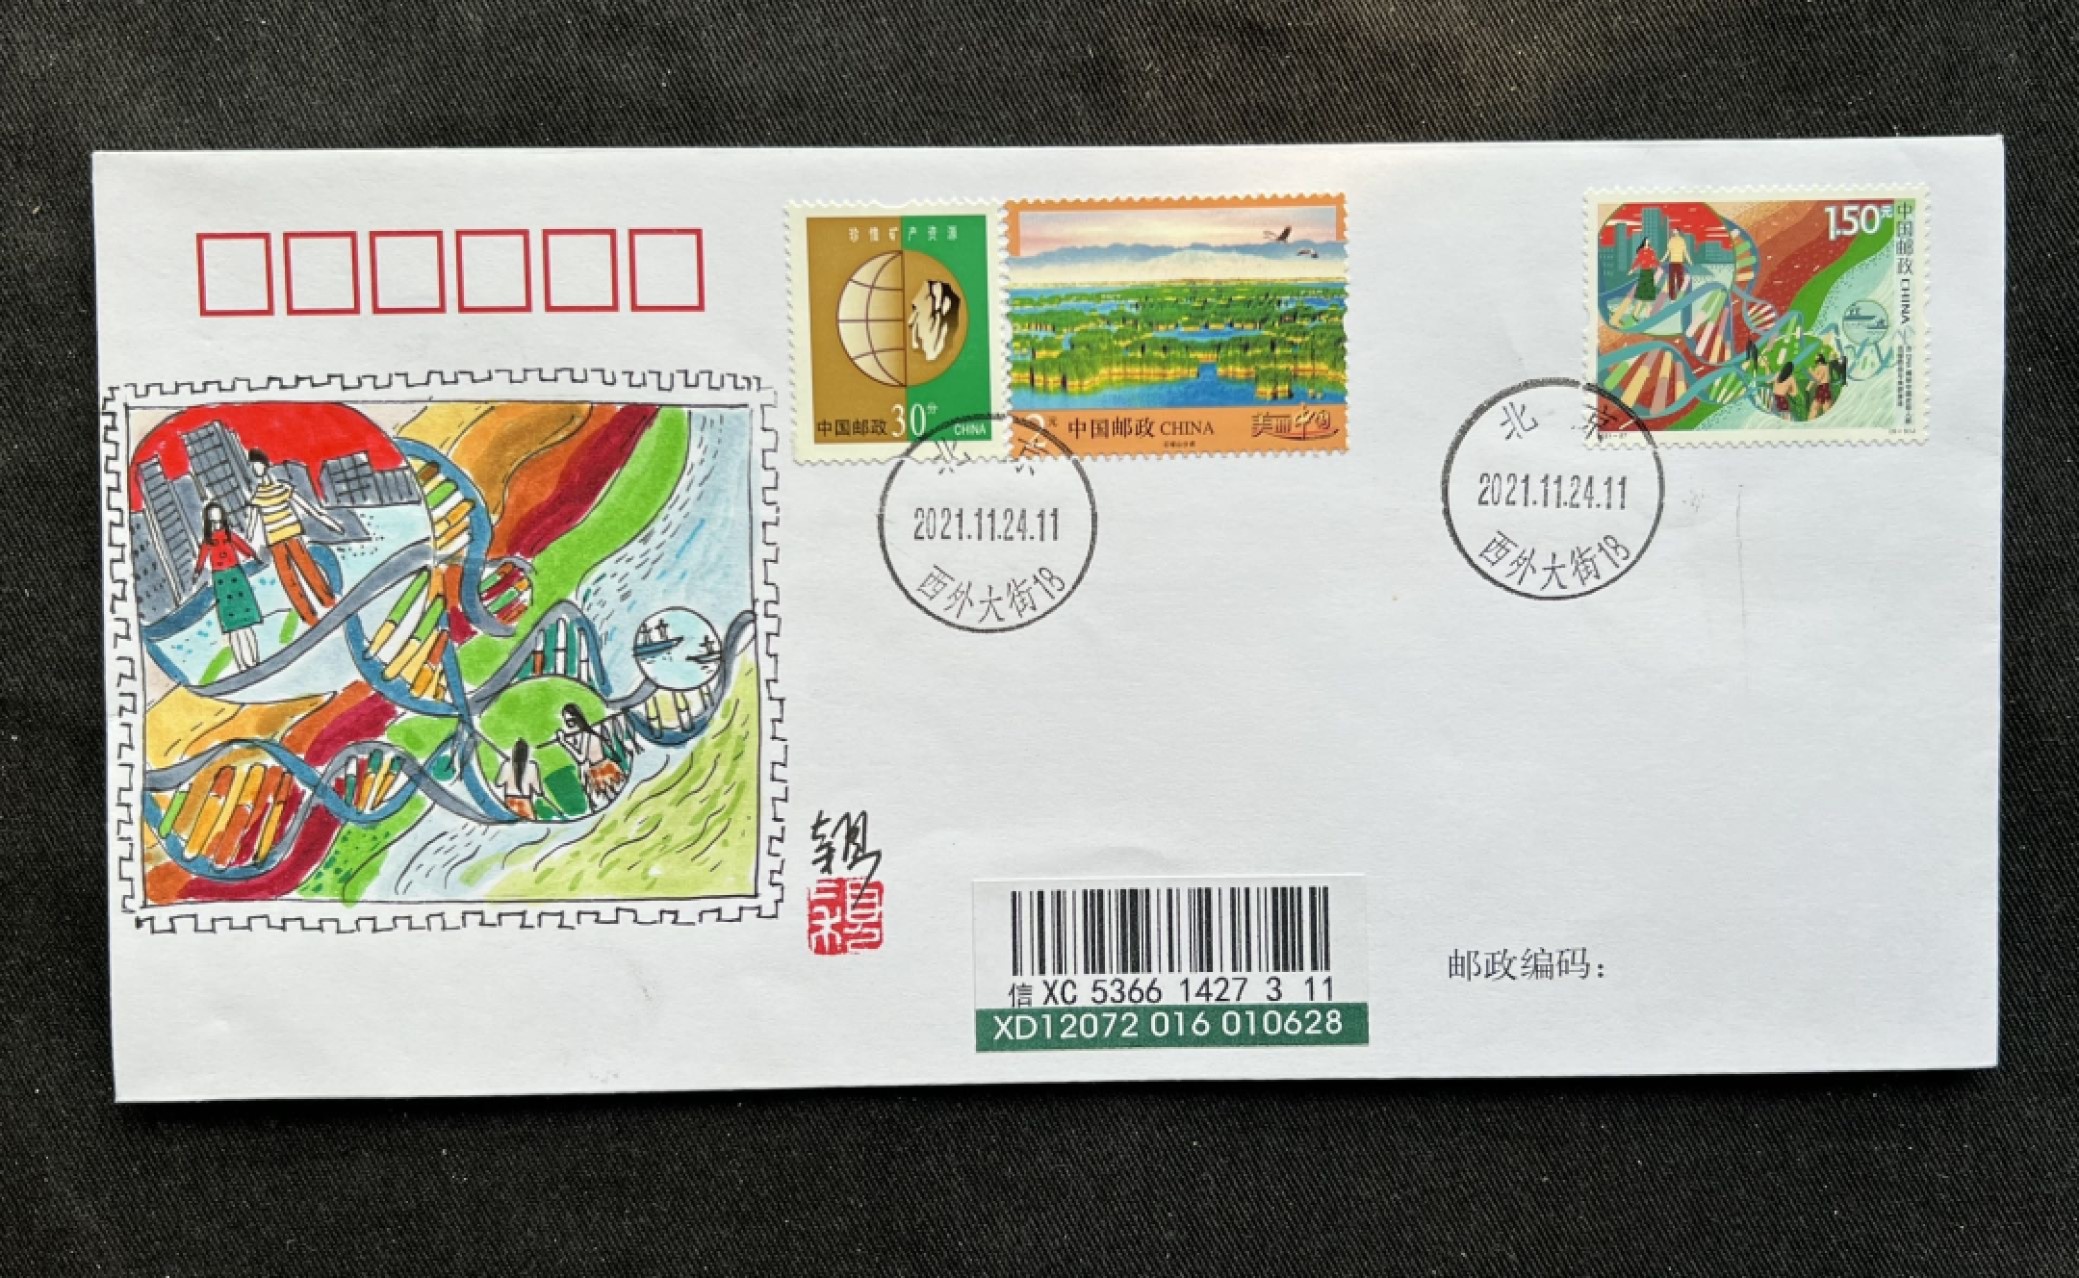 珍惜矿产资源
中国邮政 30分 CHINA
元 中国邮政 CHINA 美丽中国
1.50元
中国邮政 CHINA
北京
2021.11.24.11
西外大街18
北京
2021.11.24.11
西外大街18
信 XC 5366 1427 3 11
XD12072 016 010628
邮政编码：